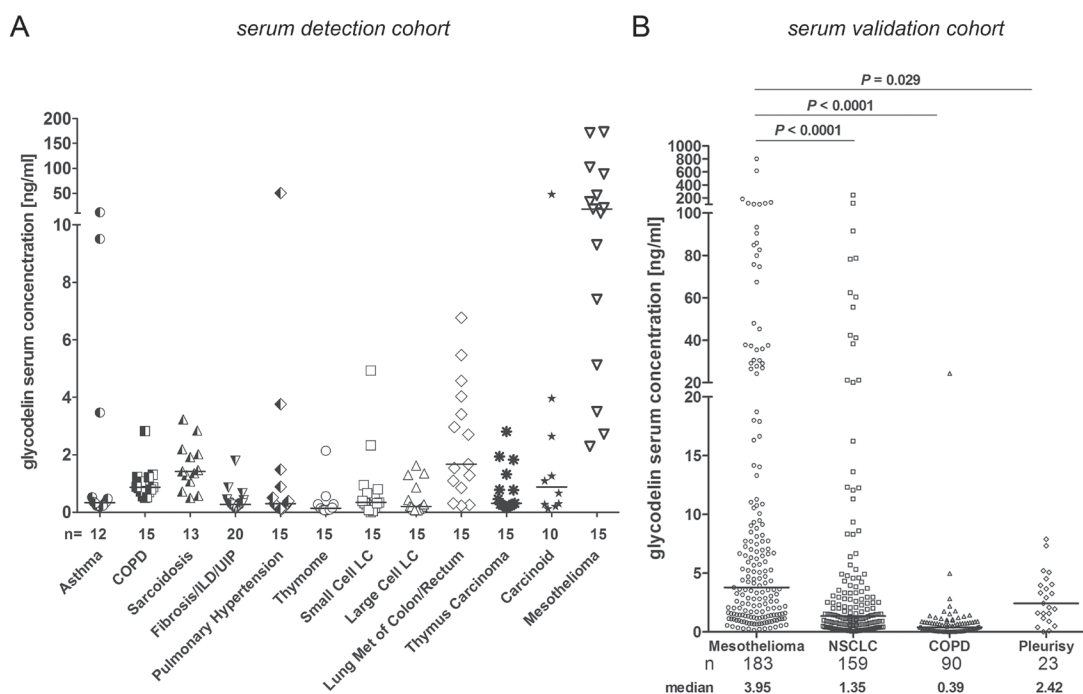 A
serum detection cohort
glycodelin serum concenctration [ng/ml]
200
150
100
50
10
8
6
4
2
0
n= 12 15 13 20 15 15 15 15 15 15 10 15
Asthma
COPD
Sarcoidosis
Fibrosis/ILD/UIP
Pulmonary Hypertension
Thymome
Small Cell LC
Large Cell LC
Lung Met of Colon/Rectum
Thymus Carcinoma
Carcinoid
Mesothelioma
B
serum validation cohort
P = 0.029
P < 0.0001
P < 0.0001
glycodelin serum concentration [ng/ml]
1000
800
600
400
200
100
80
60
40
20
20
15
10
5
0
Mesothelioma NSCLC COPD Pleurisy
n 183 159 90 23
median 3.95 1.35 0.39 2.42